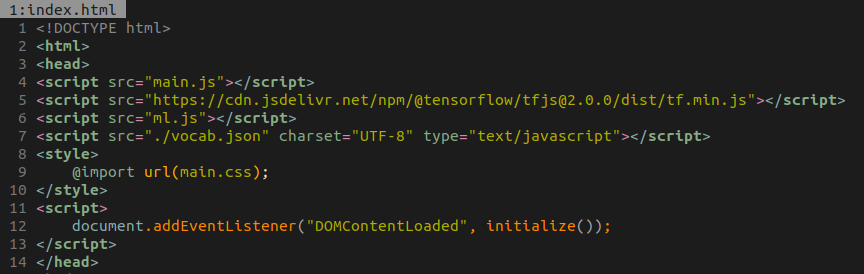 1:index.html
1 <!DOCTYPE html>
2 <html>
3 <head>
4 <script src="main.js"></script>
5 <script src="https://cdn.jsdelivr.net/npm/@tensorflow/tfjs@2.0.0/dist/tf.min.js"></script>
6 <script src="ml.js"></script>
7 <script src="./vocab.json" charset="UTF-8" type="text/javascript"></script>
8 <style>
9     @import url(main.css);
10 </style>
11 <script>
12     document.addEventListener("DOMContentLoaded", initialize());
13 </script>
14 </head>